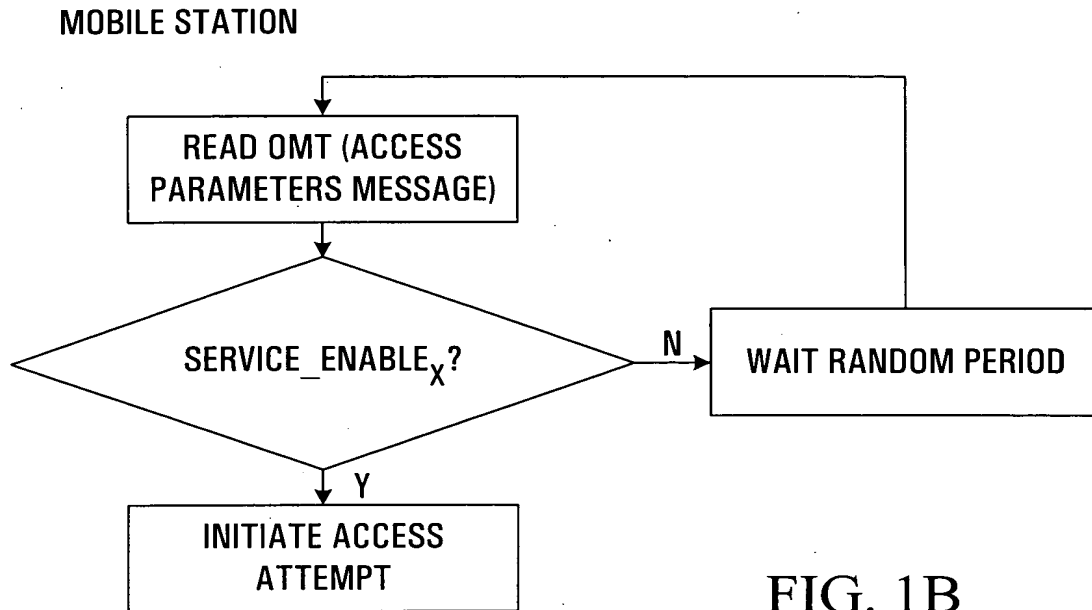 MOBILE STATION
READ OMT (ACCESS
PARAMETERS MESSAGE)
SERVICE_ENABLEX?
N
WAIT RANDOM PERIOD
Y
INITIATE ACCESS
ATTEMPT
FIG. 1B